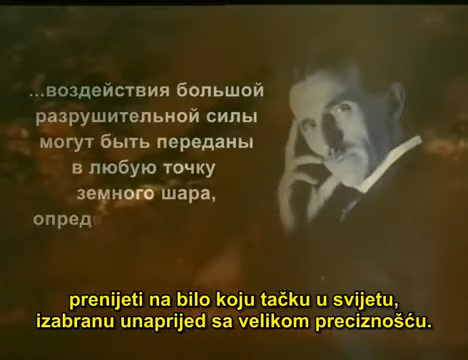 ...воздействия большой
разрушительной силы
могут быть переданы
в любую точку
земного шара,
опред
prenijeti na bilo koju tačku u svijetu,
izabranu unaprijed sa velikom preciznošću.